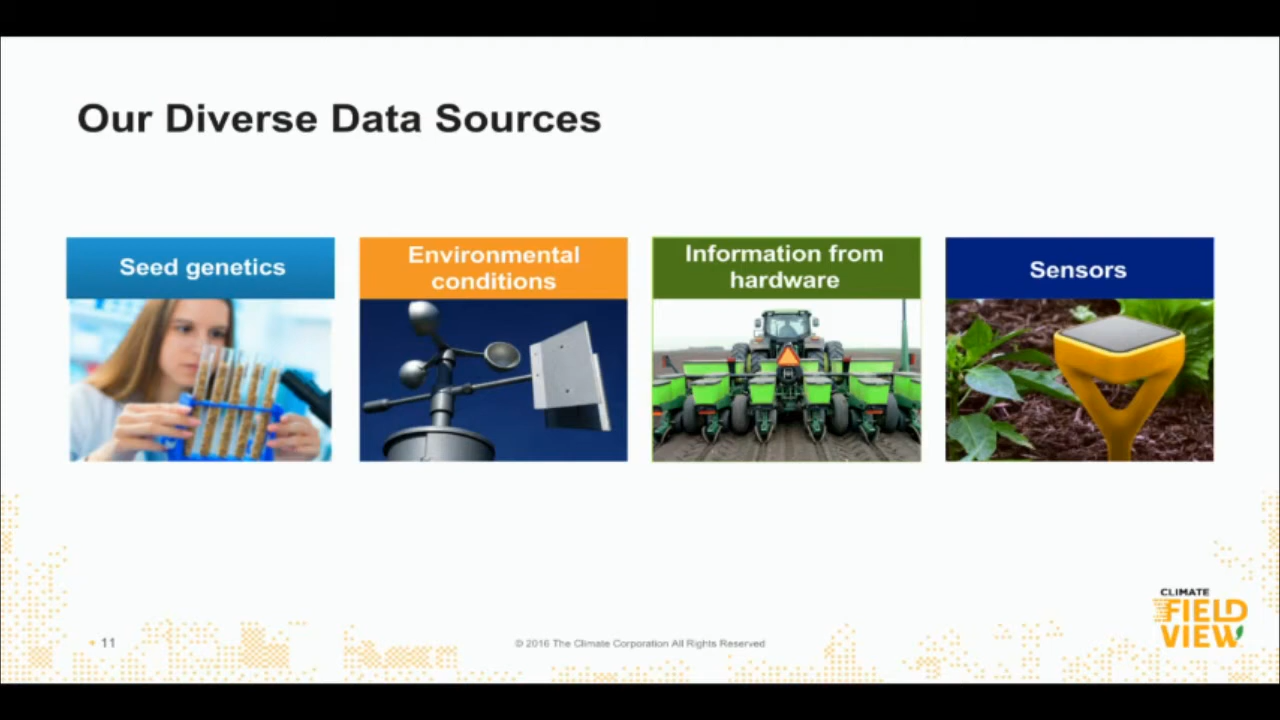 Our Diverse Data Sources
Seed genetics
Environmental
conditions
Information from
hardware
Sensors
11
© 2016 The Climate Corporation All Rights Reserved
CLIMATE
FIELD
VIEW